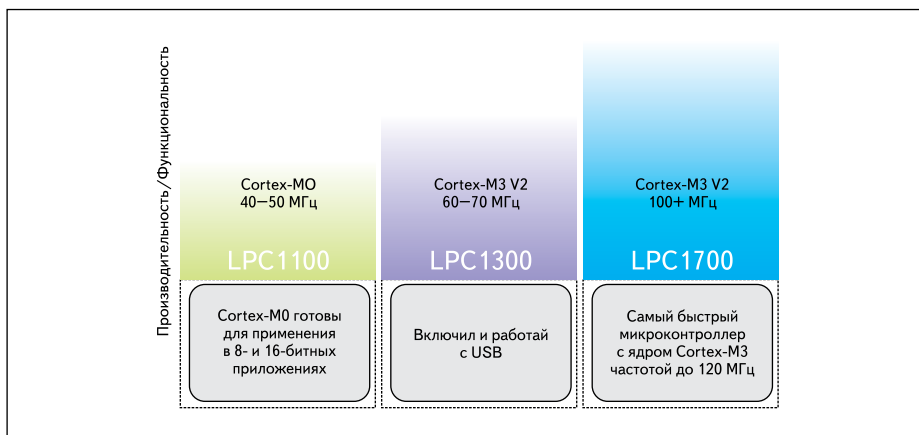 Производительность/Функциональность
Cortex-MO
40—50 МГц
LPC1100
Cortex-M3 V2
60—70 МГц
LPC1300
Cortex-M3 V2
100+ МГц
LPC1700
Cortex-M0 готовы
для применения
в 8- и 16-битных
приложениях
Включил и работай
с USB
Самый быстрый
микроконтроллер
с ядром Cortex-M3
частотой до 120 МГц